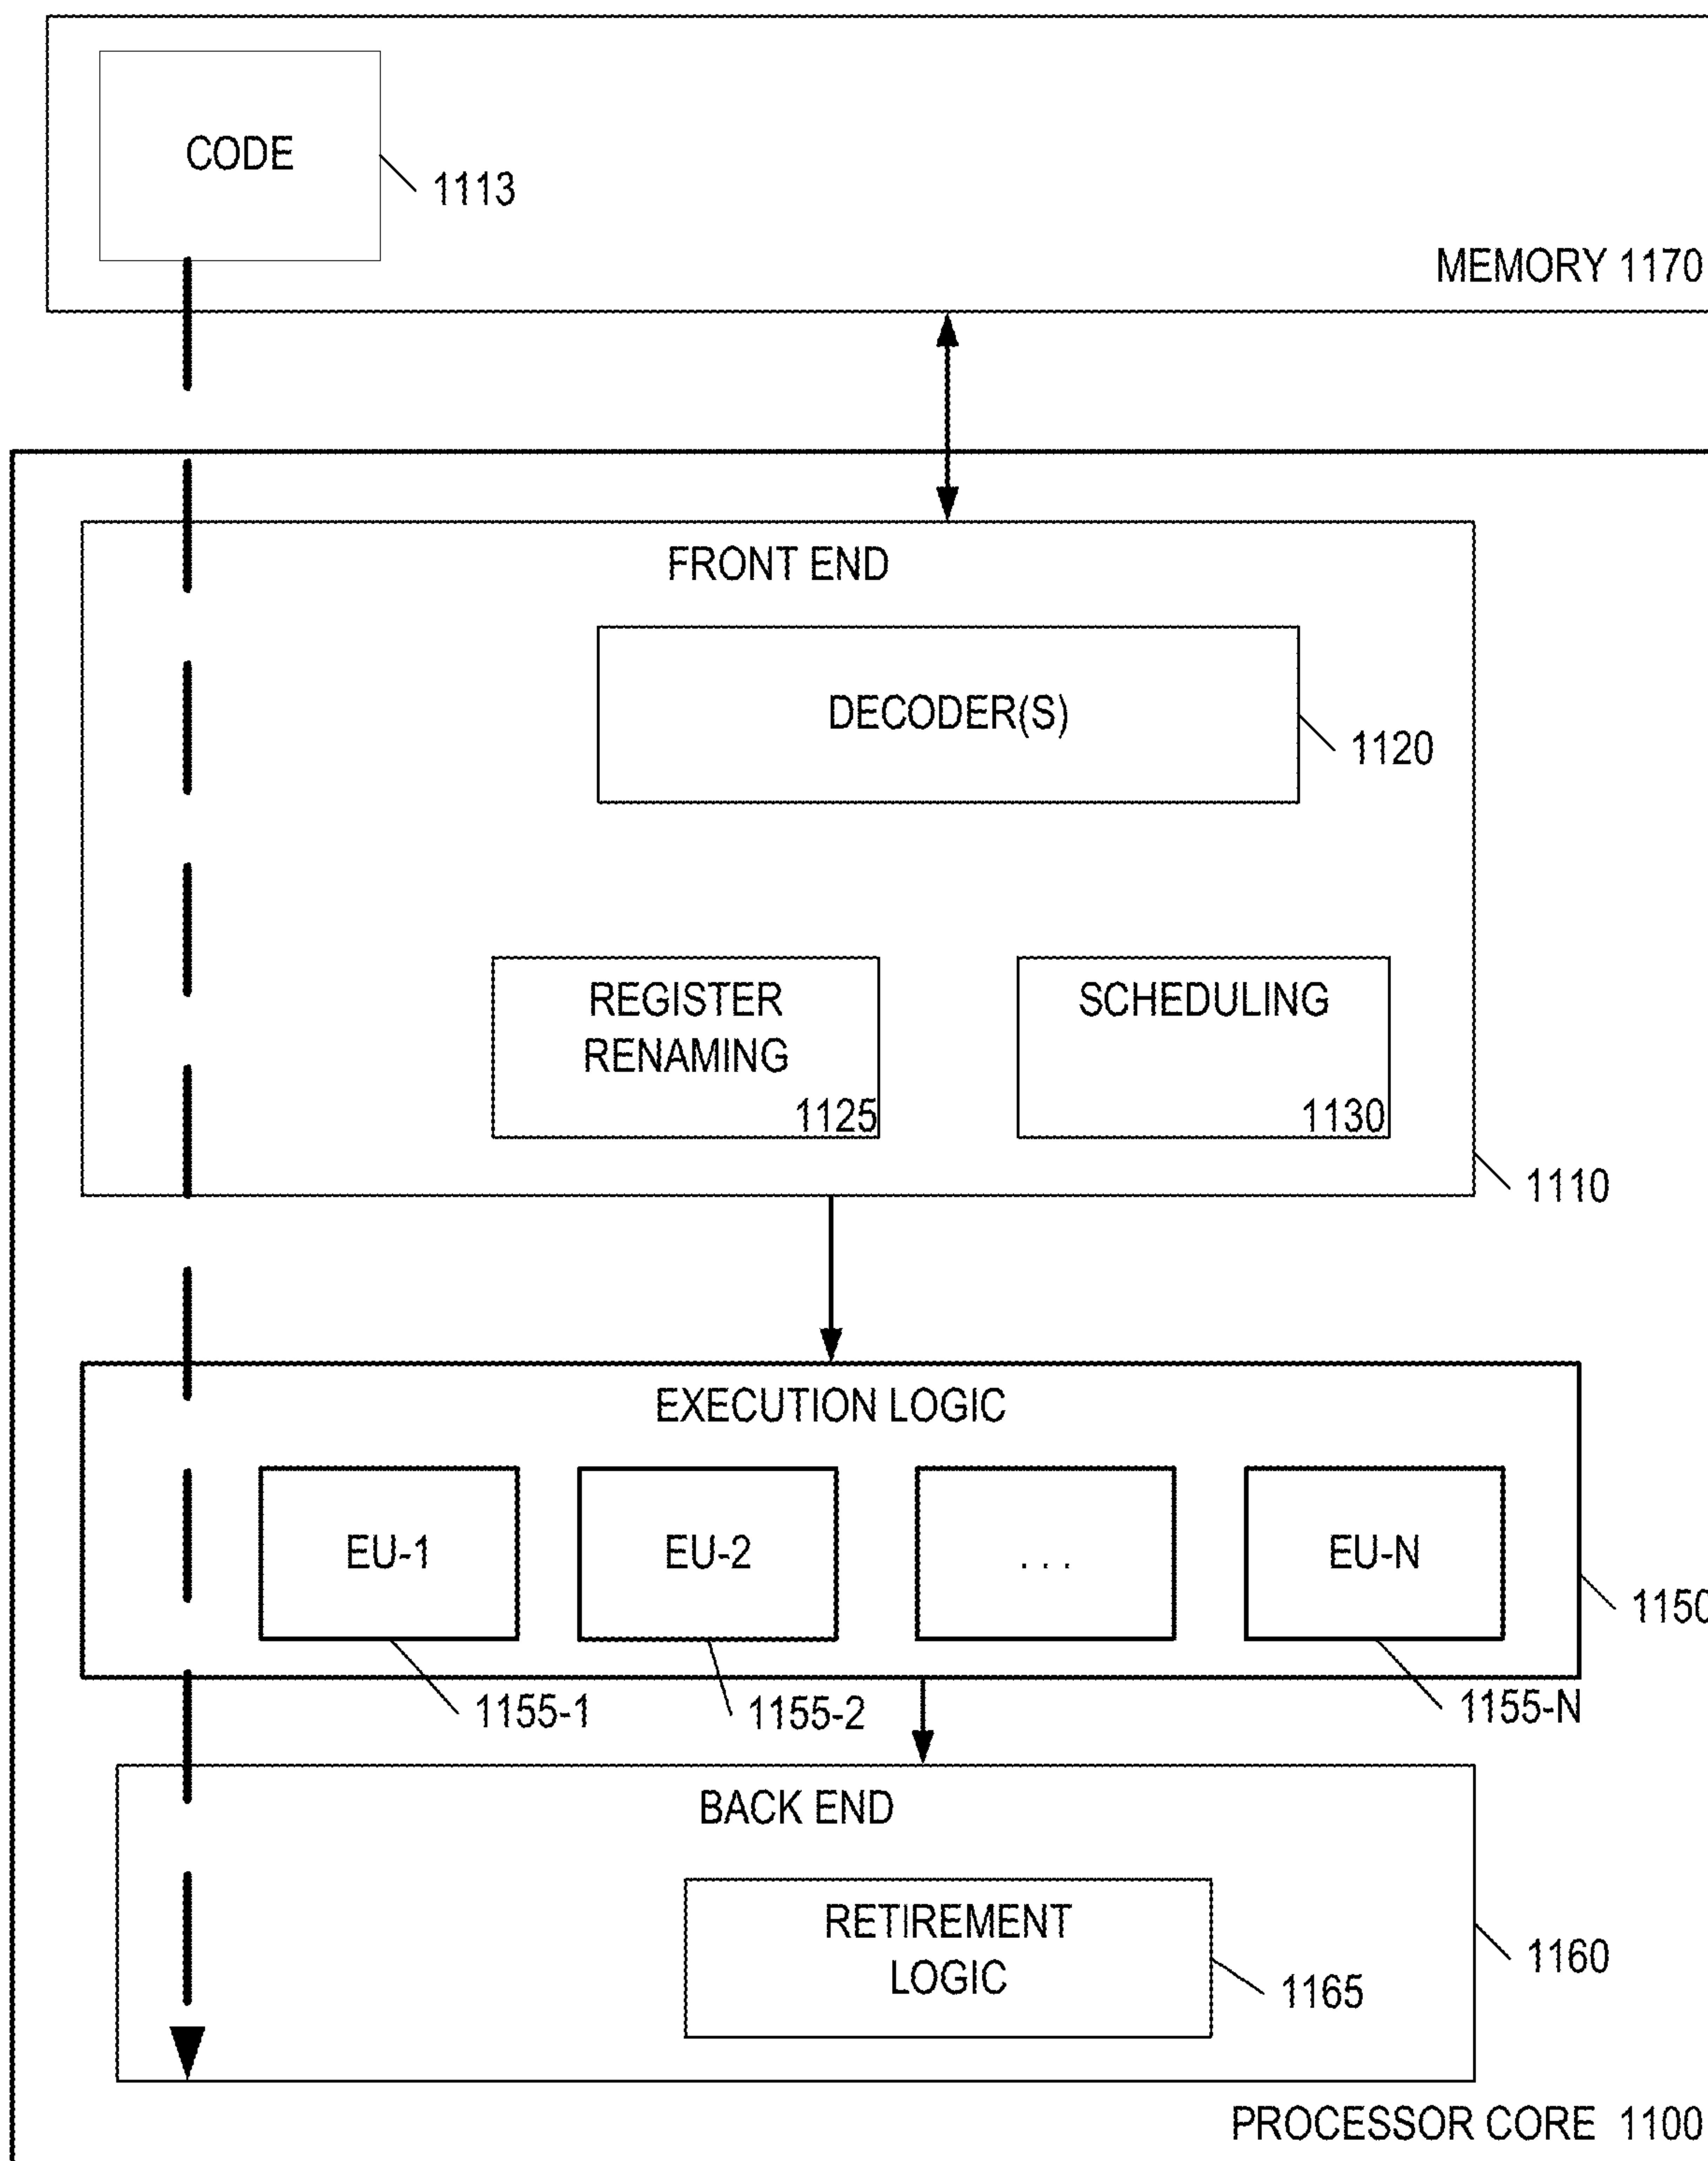 CODE
1113
MEMORY 1170
FRONT END
DECODER(S)
1120
REGISTER
RENAMING
1125
SCHEDULING
1130
1110
EXECUTION LOGIC
EU-1
EU-2
. . .
EU-N
1150
1155-1
1155-2
1155-N
BACK END
RETIREMENT
LOGIC
1165
1160
PROCESSOR CORE 1100